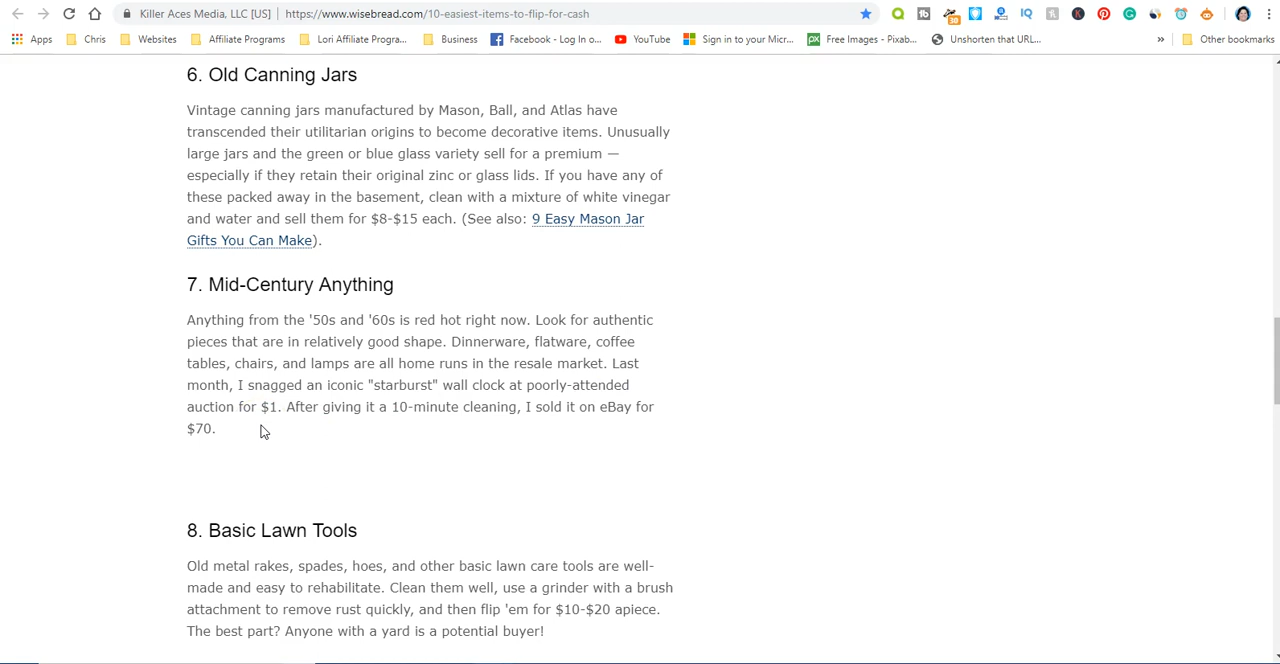 Killer Aces Media, LLC [US] | https://www.wisebread.com/10-easiest-items-to-flip-for-cash
Apps Chris Websites Affiliate Programs Lori Affiliate Progra... Business Facebook - Log In o... YouTube Sign in to your Micr... Free Images - Pixab... Unshorten that URL... » Other bookmarks
6. Old Canning Jars
Vintage canning jars manufactured by Mason, Ball, and Atlas have
transcended their utilitarian origins to become decorative items. Unusually
large jars and the green or blue glass variety sell for a premium —
especially if they retain their original zinc or glass lids. If you have any of
these packed away in the basement, clean with a mixture of white vinegar
and water and sell them for $8-$15 each. (See also: 9 Easy Mason Jar
Gifts You Can Make).
7. Mid-Century Anything
Anything from the '50s and '60s is red hot right now. Look for authentic
pieces that are in relatively good shape. Dinnerware, flatware, coffee
tables, chairs, and lamps are all home runs in the resale market. Last
month, I snagged an iconic "starburst" wall clock at poorly-attended
auction for $1. After giving it a 10-minute cleaning, I sold it on eBay for
$70.
8. Basic Lawn Tools
Old metal rakes, spades, hoes, and other basic lawn care tools are well-
made and easy to rehabilitate. Clean them well, use a grinder with a brush
attachment to remove rust quickly, and then flip 'em for $10-$20 apiece.
The best part? Anyone with a yard is a potential buyer!